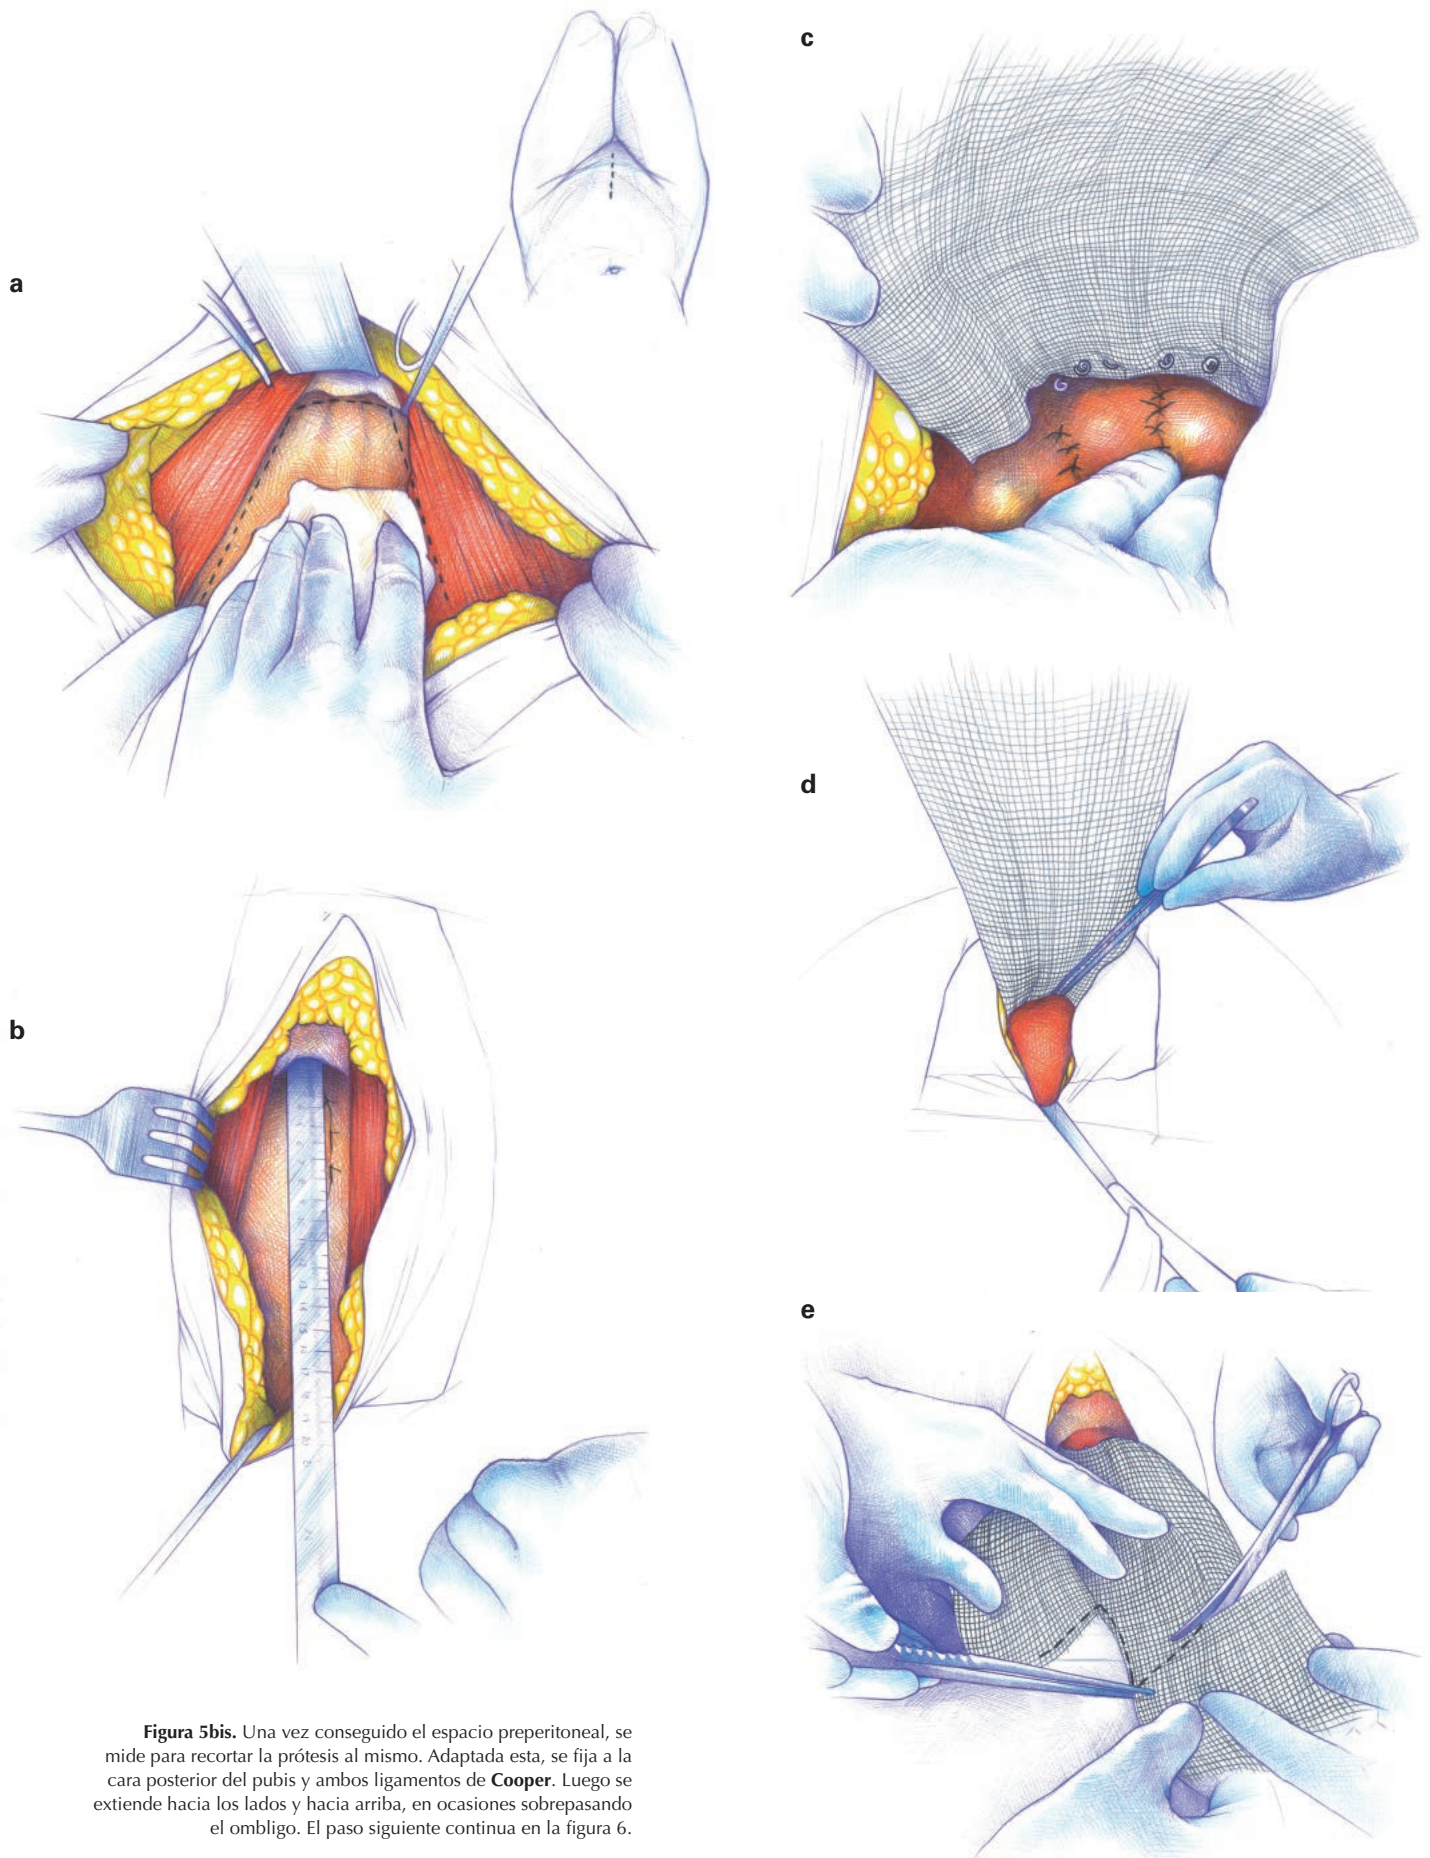 a
b
c
d
e
Figura 5bis. Una vez conseguido el espacio preperitoneal, se
mide para recortar la prótesis al mismo. Adaptada esta, se fija a la
cara posterior del pubis y ambos ligamentos de Cooper. Luego se
extiende hacia los lados y hacia arriba, en ocasiones sobrepasando
el ombligo. El paso siguiente continua en la figura 6.